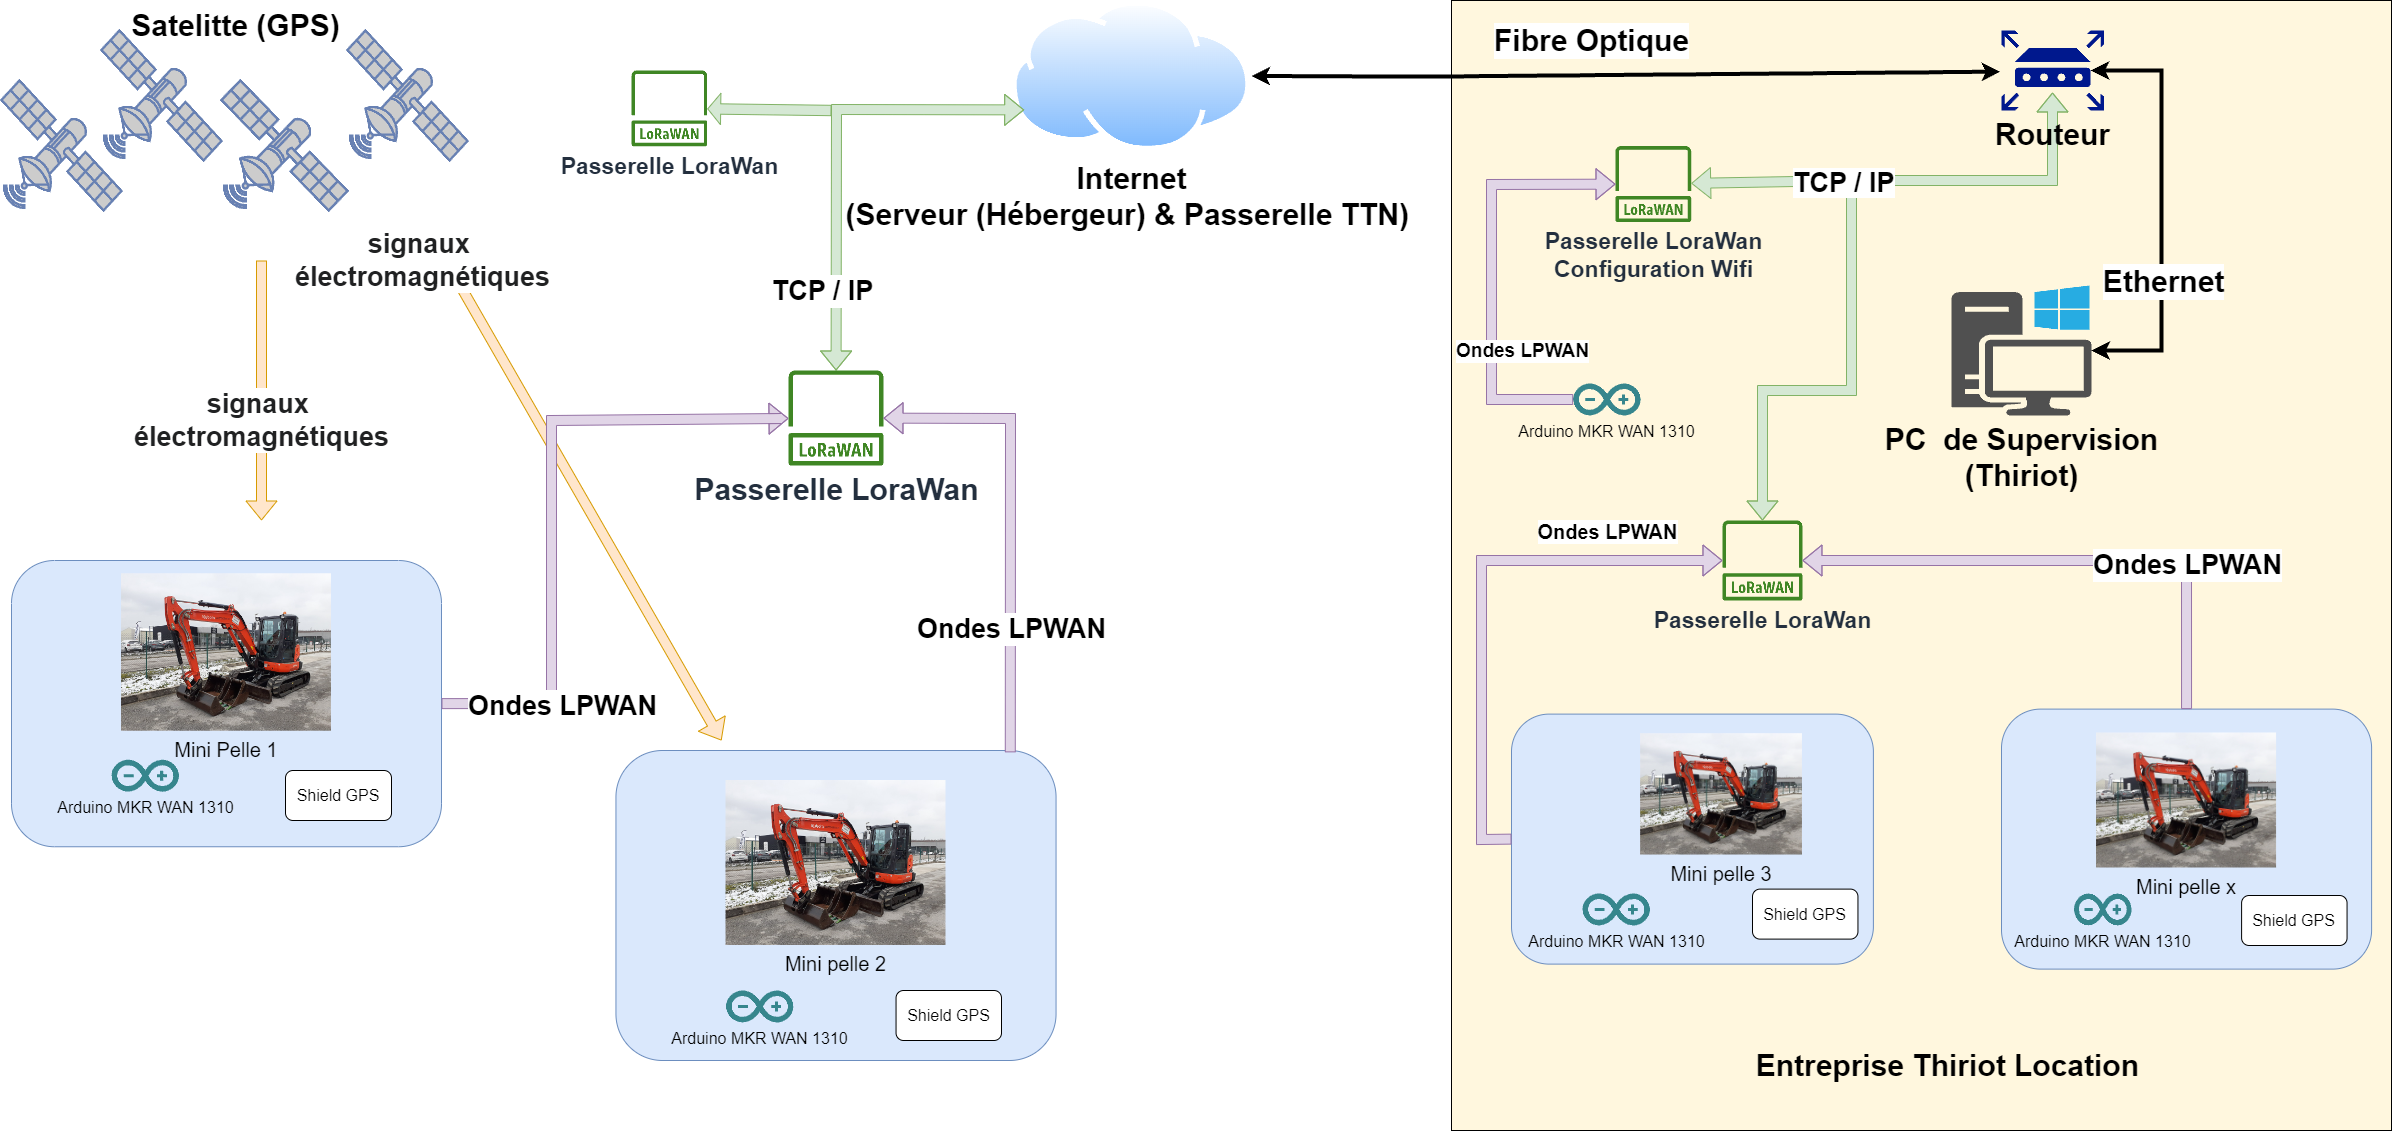 Satelitte (GPS)
signaux
électromagnétiques
signaux
électromagnétiques
LoRaWAN
Passerelle LoraWan
Internet
(Serveur (Hébergeur) & Passerelle TTN)
TCP / IP
LoRaWAN
Passerelle LoraWan
Ondes LPWAN
Ondes LPWAN
Mini Pelle 1
Arduino MKR WAN 1310
Shield GPS
Mini pelle 2
Arduino MKR WAN 1310
Shield GPS
Fibre Optique
Routeur
TCP / IP
LoRaWAN
Passerelle LoraWan
Configuration Wifi
Ethernet
Ondes LPWAN
Arduino MKR WAN 1310
PC de Supervision
(Thiriot)
Ondes LPWAN
LoRaWAN
Passerelle LoraWan
Ondes LPWAN
Mini pelle 3
Arduino MKR WAN 1310
Shield GPS
Mini pelle x
Arduino MKR WAN 1310
Shield GPS
Entreprise Thiriot Location